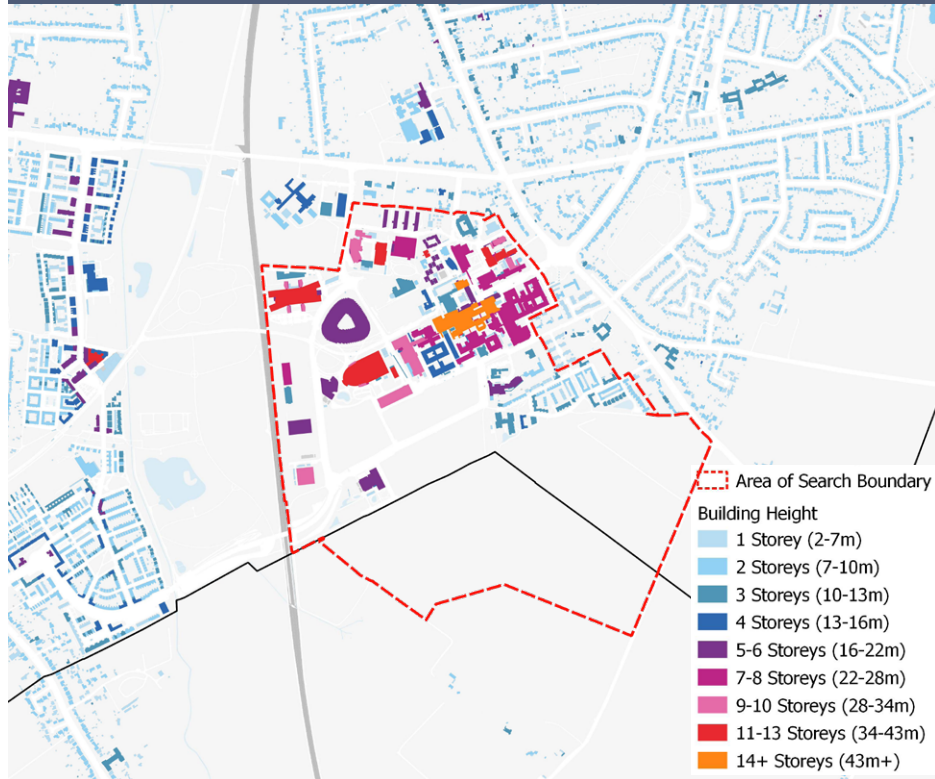 Area of Search Boundary
Building Height
1 Storey (2-7m)
2 Storeys (7-10m)
3 Storeys (10-13m)
4 Storeys (13-16m)
5-6 Storeys (16-22m)
7-8 Storeys (22-28m)
9-10 Storeys (28-34m)
11-13 Storeys (34-43m)
14+ Storeys (43m+)